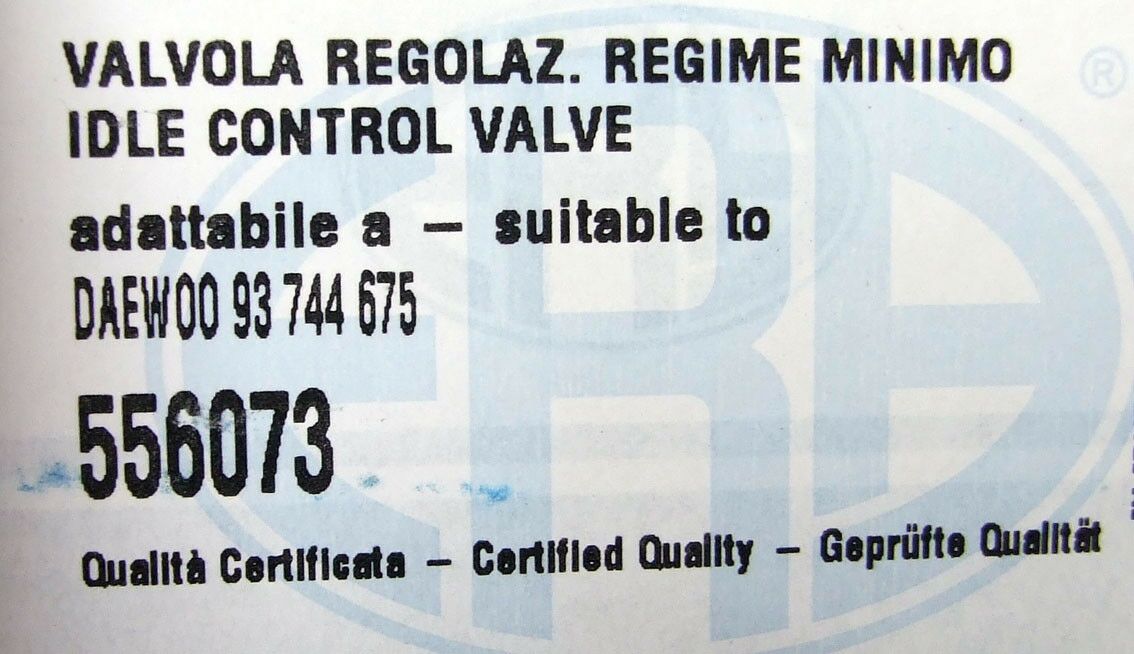 VALVOLA REGOLAZ. REGIME MINIMO
IDLE CONTROL VALVE
adattabile a — suitable to
DAEWOO 93 744 675
556073
Qualità Certificata – Certified Quality – Geprüfte Qualität
ERA ®